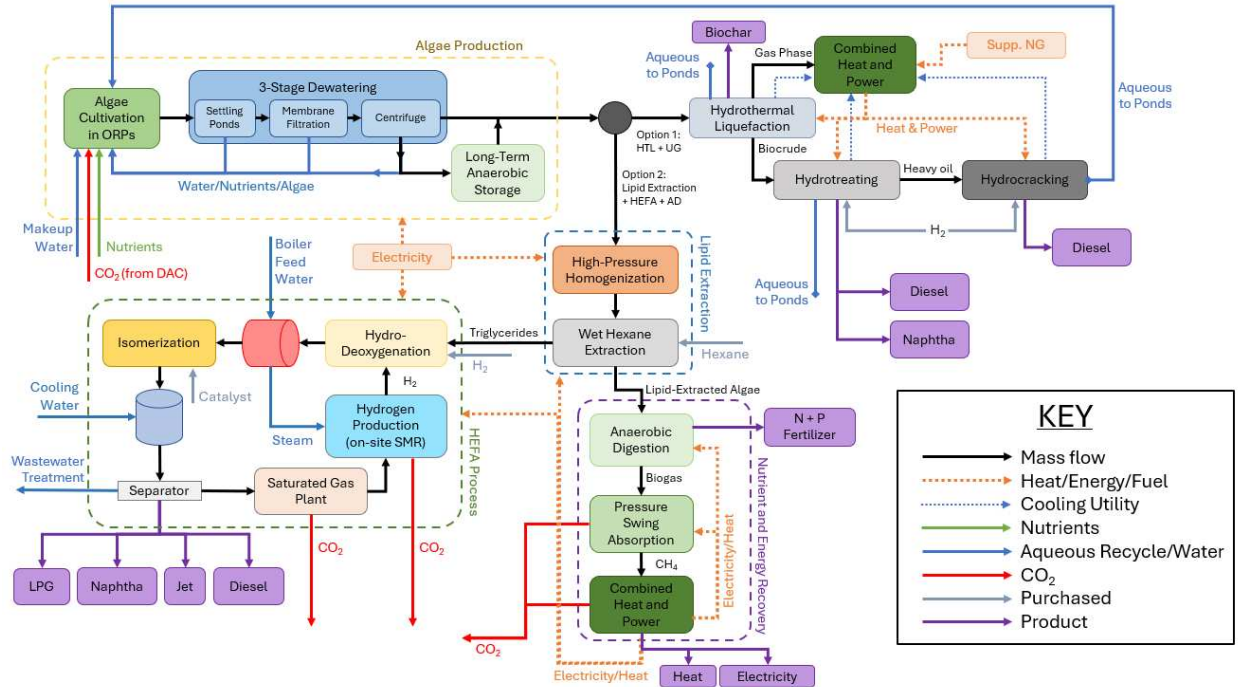 Algae Production
Algae
Cultivation
in ORPs
3-Stage Dewatering
Settling
Ponds
Membrane
Filtration
Centrifuge
Long-Term
Anaerobic
Storage
Water/Nutrients/Algae
Makeup
Water
Nutrients
CO2 (from DAC)
Option 1:
HTL + UG
Option 2:
Lipid Extraction
+ HEFA + AD
Biochar
Aqueous
to Ponds
Gas Phase
Combined
Heat and
Power
Supp. NG
Aqueous
to Ponds
Hydrothermal
Liquefaction
Heat & Power
Biocrude
Hydrotreating
Heavy oil
Hydrocracking
H2
Diesel
Aqueous
to Ponds
Diesel
Naphtha
Boiler
Feed
Water
Electricity
High-Pressure
Homogenization
Lipid Extraction
Wet Hexane
Extraction
Hexane
Triglycerides
H2
Isomerization
Hydro-
Deoxygenation
H2
Cooling
Water
Catalyst
Steam
Hydrogen
Production
(on-site SMR)
HEFA Process
Wastewater
Treatment
Separator
Saturated Gas
Plant
CO2
CO2
LPG
Naphtha
Jet
Diesel
Lipid-Extracted Algae
Anaerobic
Digestion
N + P
Fertilizer
Biogas
Pressure
Swing
Absorption
CH4
Combined
Heat and
Power
Electricity/Heat
Nutrient and Energy Recovery
CO2
Electricity/Heat
Heat
Electricity
KEY
Mass flow
Heat/Energy/Fuel
Cooling Utility
Nutrients
Aqueous Recycle/Water
CO2
Purchased
Product